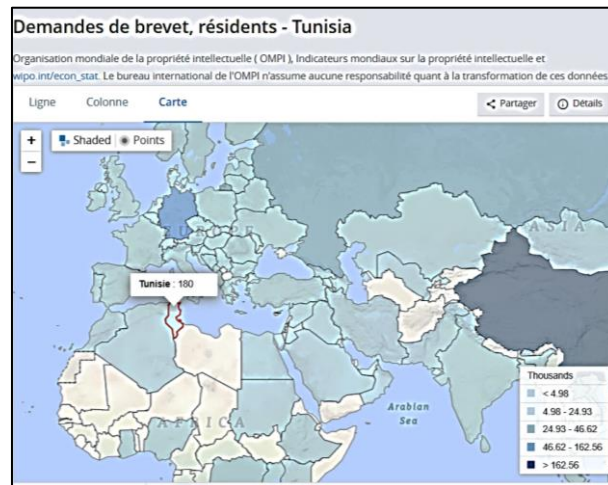 Demandes de brevet, résidents - Tunisia
Organisation mondiale de la propriété intellectuelle ( OMPI ), Indicateurs mondiaux sur la propriété intellectuelle et
wipo.int/econ_stat. Le bureau international de l'OMPI n'assume aucune responsabilité quant à la transformation de ces données
Ligne Colonne Carte Partager Détails
+ Shaded Points
−
EUROPE
ASIA
Tunisie : 180
AFRICA
Arabian
Sea
Thousands
< 4.98
4.98 - 24.93
24.93 - 46.62
46.62 - 162.56
> 162.56